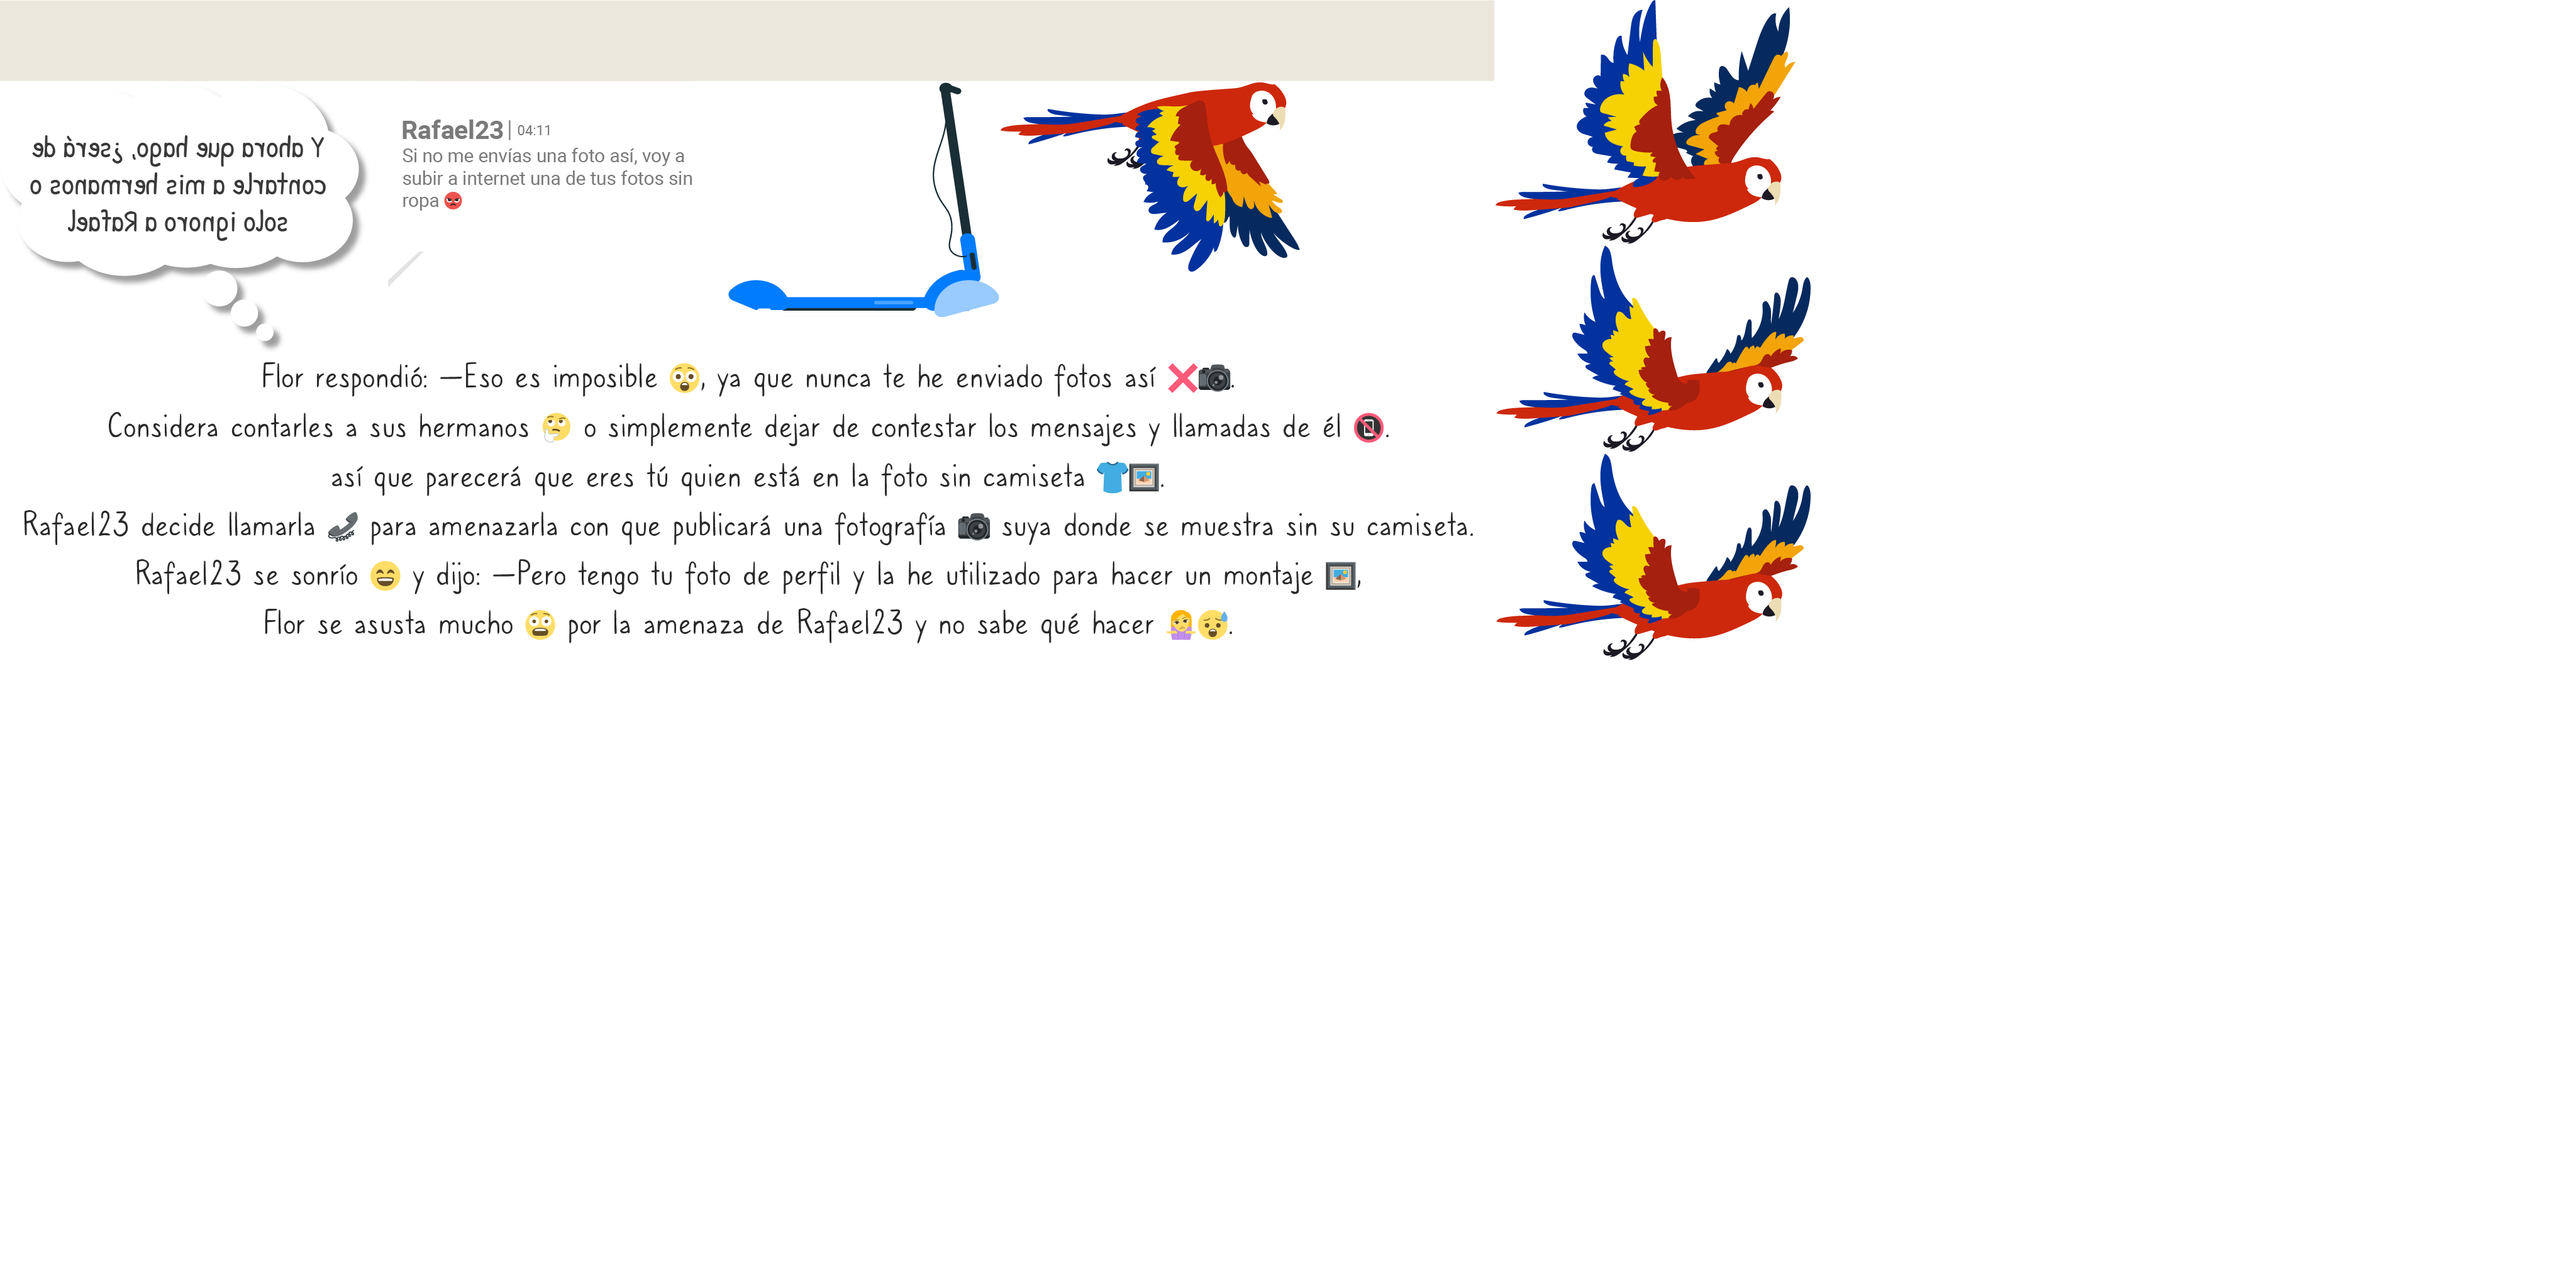 Y ahora que hago, ¿será de
contarle a mis hermanos o
solo ignoro a Rafael
Rafael23 | 04:11
Si no me envías una foto así, voy a
subir a internet una de tus fotos sin
ropa 😡
Flor respondió: —Eso es imposible 😲, ya que nunca te he enviado fotos así ❌📷.
Considera contarles a sus hermanos 🤔 o simplemente dejar de contestar los mensajes y llamadas de él 📵.
así que parecerá que eres tú quien está en la foto sin camiseta 👕🖼️.
Rafael23 decide llamarla 📞 para amenazarla con que publicará una fotografía 📷 suya donde se muestra sin su camiseta.
Rafael23 se sonrío 😄 y dijo: —Pero tengo tu foto de perfil y la he utilizado para hacer un montaje 🖼️,
Flor se asusta mucho 😨 por la amenaza de Rafael23 y no sabe qué hacer 🤷‍♀️😥.